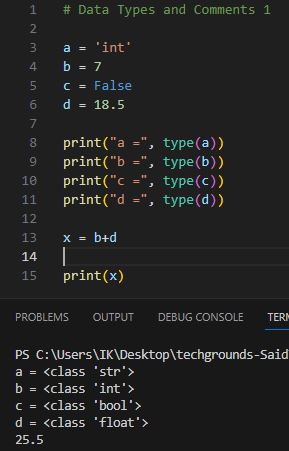 1 # Data Types and Comments 1
2
3 a = 'int'
4 b = 7
5 c = False
6 d = 18.5
7
8 print("a =", type(a))
9 print("b =", type(b))
10 print("c =", type(c))
11 print("d =", type(d))
12
13 x = b+d
14
15 print(x)
PROBLEMS OUTPUT DEBUG CONSOLE TERM
PS C:\Users\IK\Desktop\techgrounds-Said
a = <class 'str'>
b = <class 'int'>
c = <class 'bool'>
d = <class 'float'>
25.5